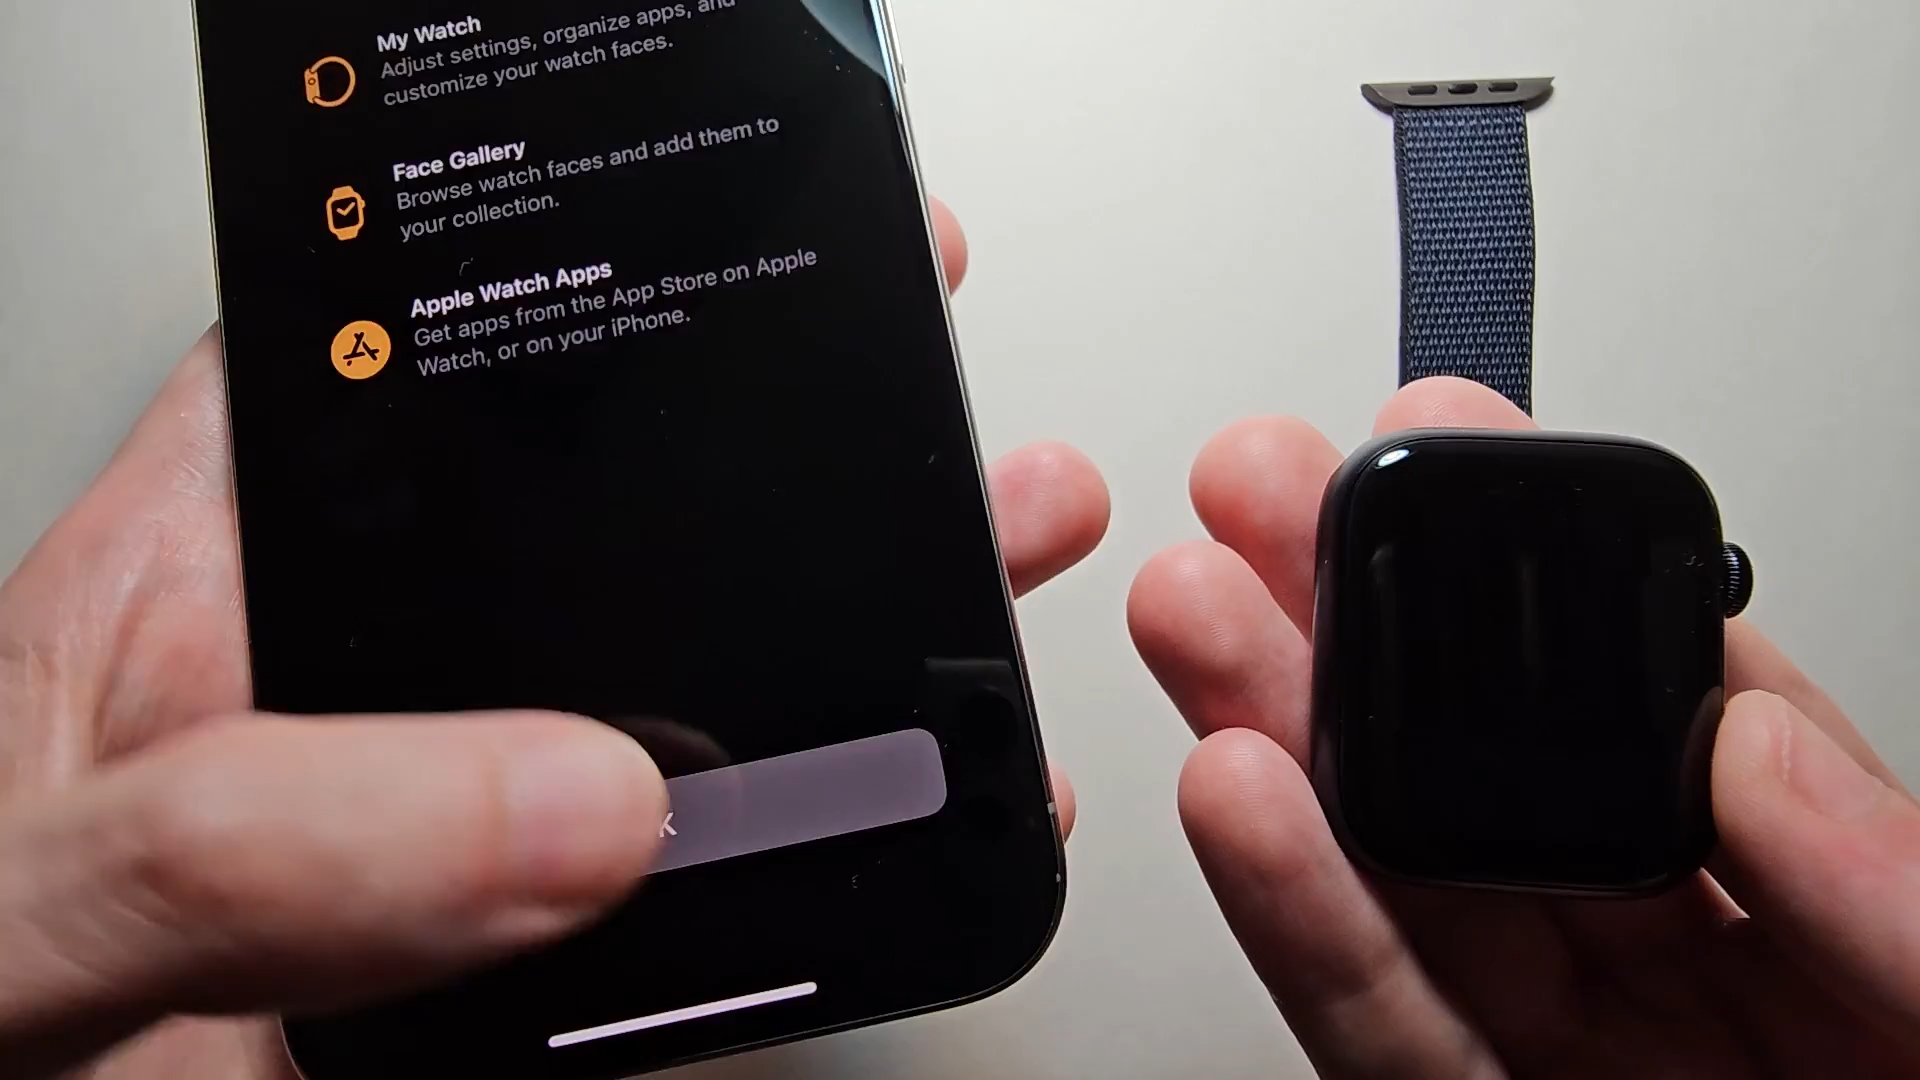 My Watch
Adjust settings, organize apps, and
customize your watch faces.
Face Gallery
Browse watch faces and add them to
your collection.
Apple Watch Apps
Get apps from the App Store on Apple
Watch, or on your iPhone.
K